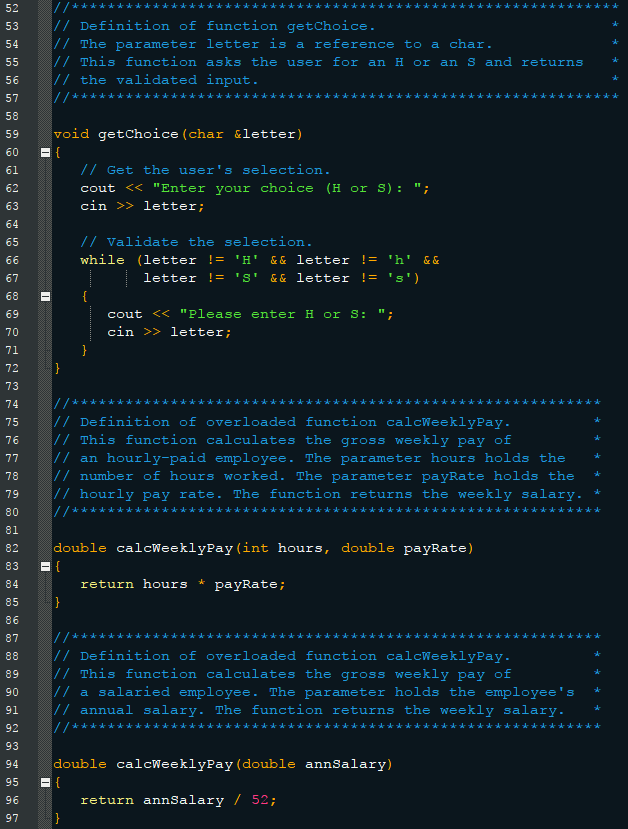 52 //*************************************************************
53 // Definition of function getChoice. *
54 // The parameter letter is a reference to a char. *
55 // This function asks the user for an H or an S and returns *
56 // the validated input. *
57 //*************************************************************
58
59 void getChoice(char &letter)
60 {
61 // Get the user's selection.
62 cout << "Enter your choice (H or S): ";
63 cin >> letter;
64
65 // Validate the selection.
66 while (letter != 'H' && letter != 'h' &&
67 letter != 'S' && letter != 's')
68 {
69 cout << "Please enter H or S: ";
70 cin >> letter;
71 }
72 }
73
74 //***********************************************************
75 // Definition of overloaded function calcWeeklyPay. *
76 // This function calculates the gross weekly pay of *
77 // an hourly-paid employee. The parameter hours holds the *
78 // number of hours worked. The parameter payRate holds the *
79 // hourly pay rate. The function returns the weekly salary. *
80 //***********************************************************
81
82 double calcWeeklyPay(int hours, double payRate)
83 {
84 return hours * payRate;
85 }
86
87 //***********************************************************
88 // Definition of overloaded function calcWeeklyPay. *
89 // This function calculates the gross weekly pay of *
90 // a salaried employee. The parameter holds the employee's *
91 // annual salary. The function returns the weekly salary. *
92 //***********************************************************
93
94 double calcWeeklyPay(double annSalary)
95 {
96 return annSalary / 52;
97 }